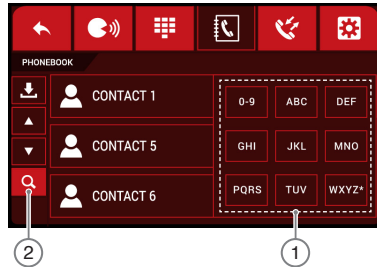 PHONEBOOK
CONTACT 1
0-9 ABC DEF
CONTACT 5
GHI JKL MNO
CONTACT 6
PQRS TUV WXYZ*
2 1